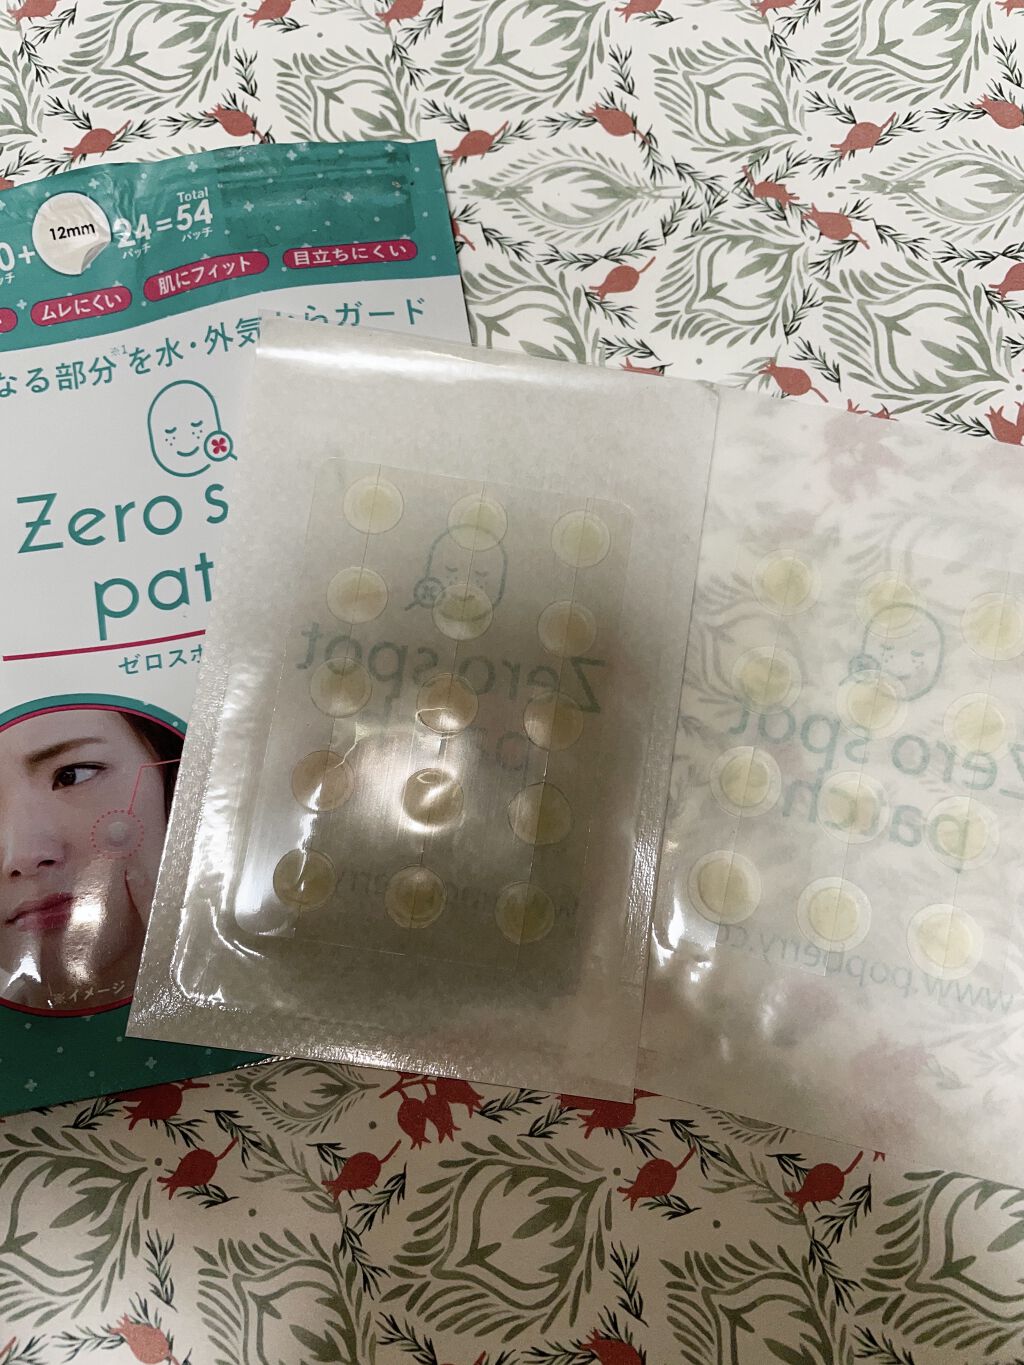 Total
12mm 24=54
パッチ パッチ
ムレにくい 肌にフィット 目立ちにくい
なる部分※1を水・外気からガード
Zero s
pat
ゼロスポ
※イメージ
Zero spot
pa
Zero spot
patch
www.popberry.co